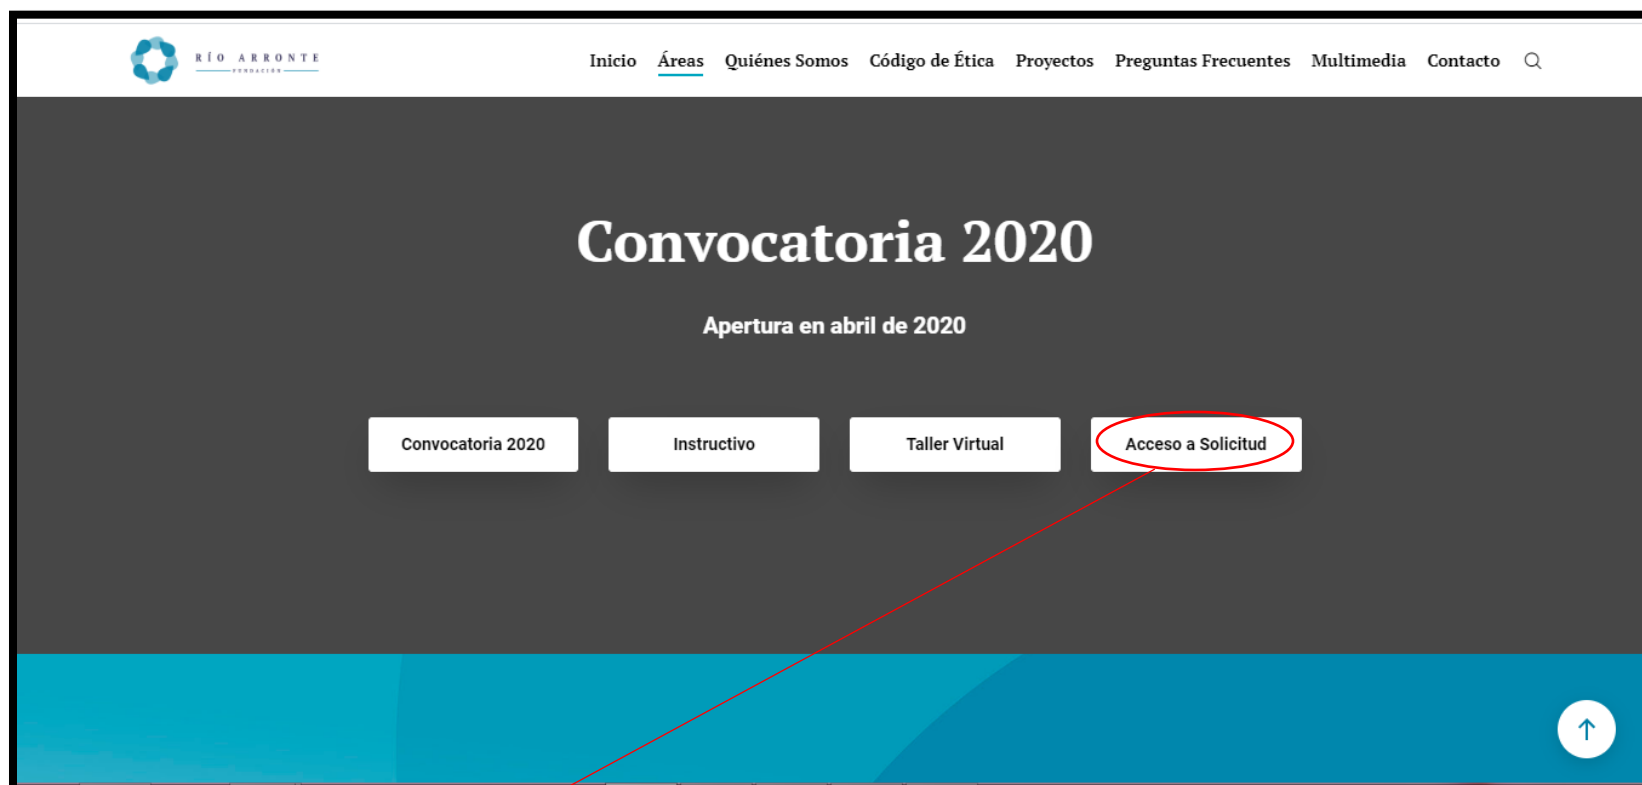 RÍO ARRONTE
FUNDACIÓN
Inicio Áreas Quiénes Somos Código de Ética Proyectos Preguntas Frecuentes Multimedia Contacto
Convocatoria 2020
Apertura en abril de 2020
Convocatoria 2020 Instructivo Taller Virtual Acceso a Solicitud